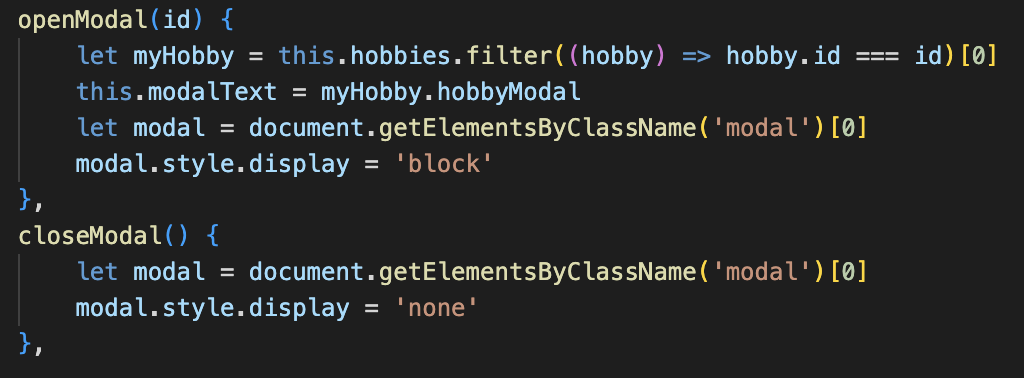 openModal(id) {
    let myHobby = this.hobbies.filter((hobby) => hobby.id === id)[0]
    this.modalText = myHobby.hobbyModal
    let modal = document.getElementsByClassName('modal')[0]
    modal.style.display = 'block'
},
closeModal() {
    let modal = document.getElementsByClassName('modal')[0]
    modal.style.display = 'none'
},